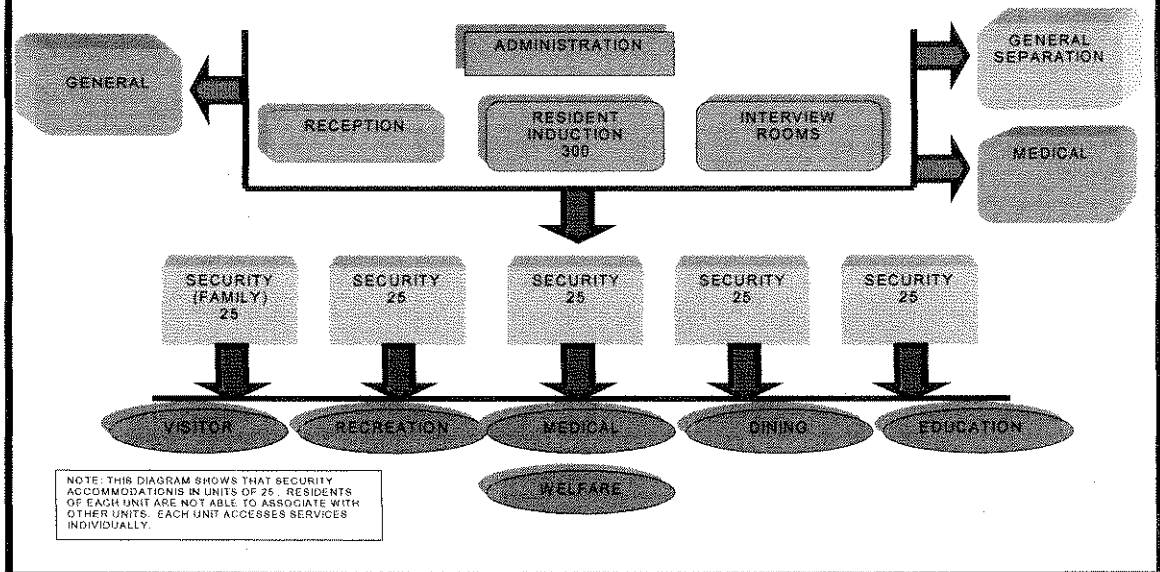 ADMINISTRATION
GENERAL
GENERAL
SEPARATION
RECEPTION
RESIDENT
INDUCTION
300
INTERVIEW
ROOMS
MEDICAL
SECURITY
(FAMILY)
25
SECURITY
25
SECURITY
25
SECURITY
25
SECURITY
25
VISITOR
RECREATION
MEDICAL
DINING
EDUCATION
WELFARE
NOTE: THIS DIAGRAM SHOWS THAT SECURITY
ACCOMMODATIONIS IN UNITS OF 25 . RESIDENTS
OF EACH UNIT ARE NOT ABLE TO ASSOCIATE WITH
OTHER UNITS. EACH UNIT ACCESSES SERVICES
INDIVIDUALLY.